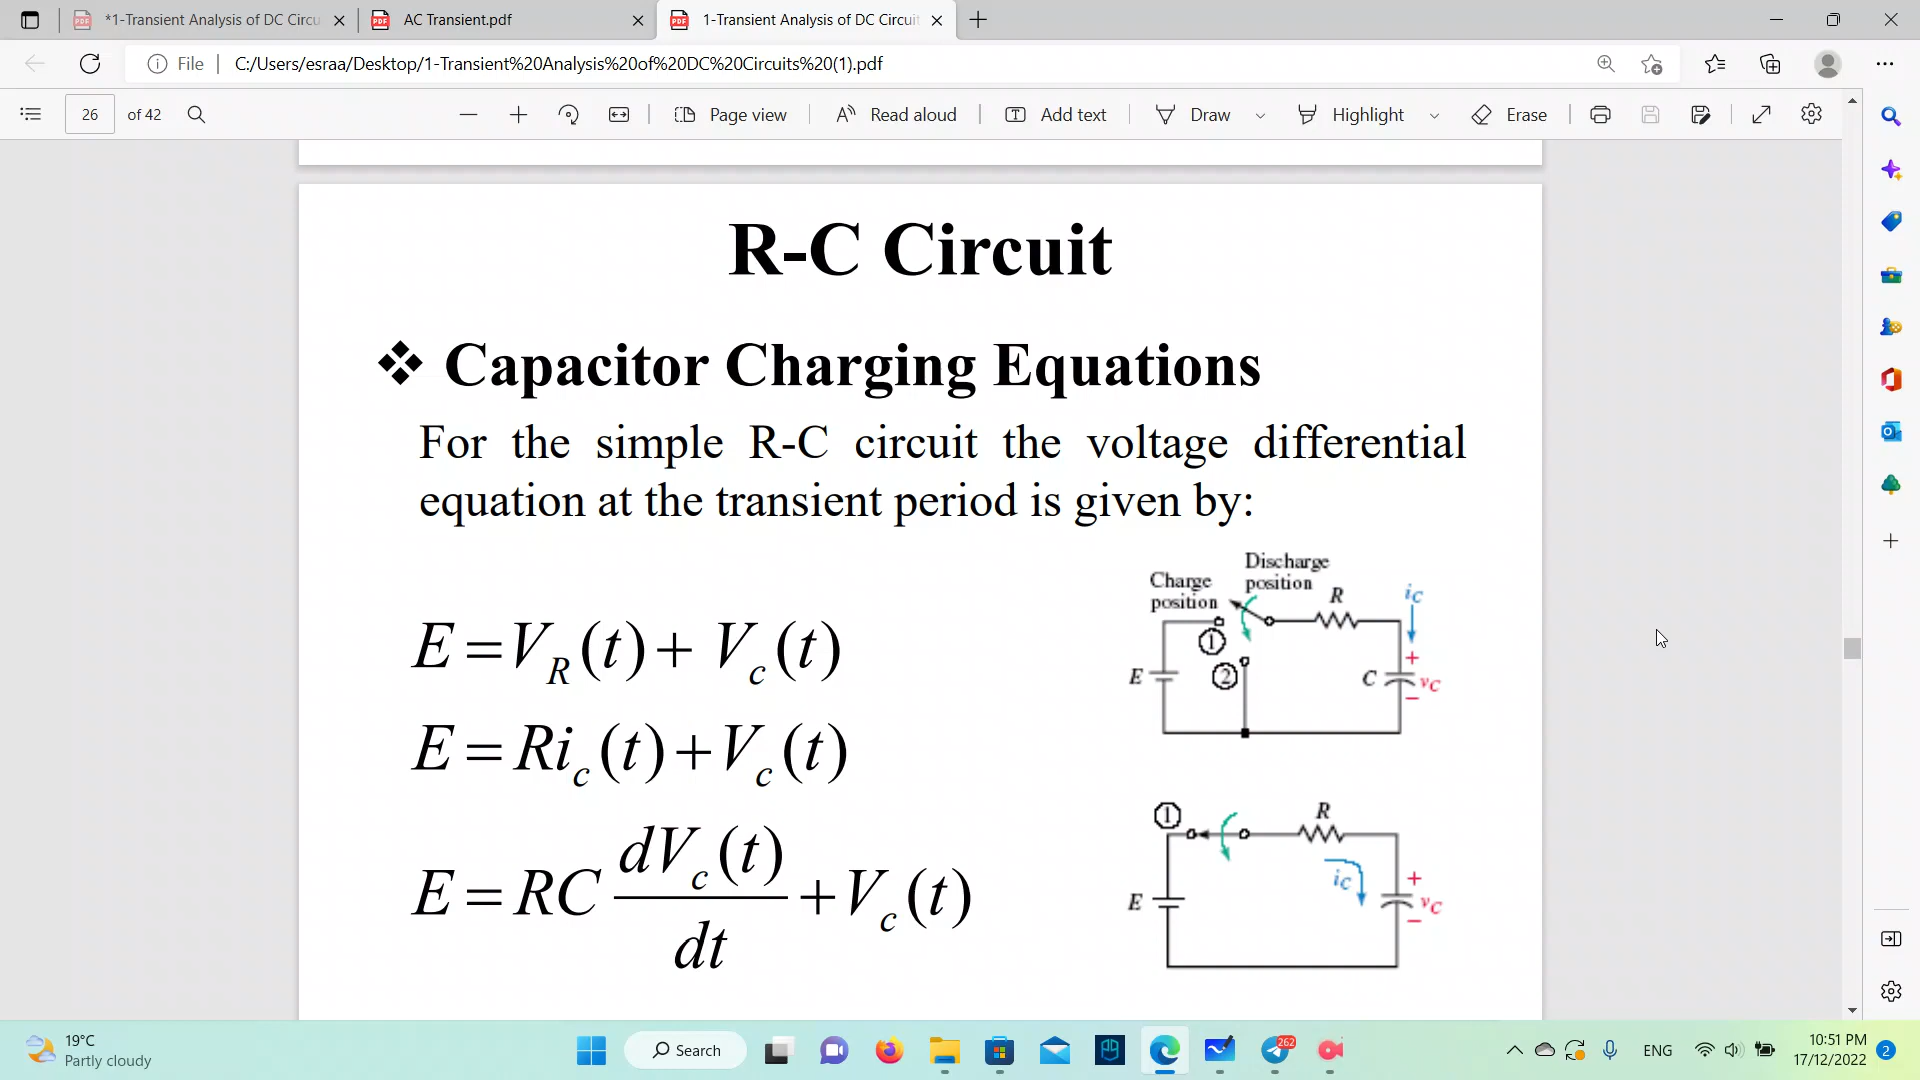 *1-Transient Analysis of DC Circu
AC Transient.pdf
1-Transient Analysis of DC Circuit
File
C:/Users/esraa/Desktop/1-Transient%20Analysis%20of%20DC%20Circuits%20(1).pdf
26 of 42
Page view
Read aloud
Add text
Draw
Highlight
Erase
R-C Circuit
❖ Capacitor Charging Equations
For the simple R-C circuit the voltage differential
equation at the transient period is given by:
E = V_R (t) + V_c (t)
E = Ri_c (t) + V_c (t)
E = RC dV_c (t)/dt + V_c (t)
Discharge
position
Charge
position
R
i_C
①
②
E
C
+
v_C
−
①
R
i_C
E
+
v_C
−
19°C
Partly cloudy
Search
262
ENG
10:51 PM
17/12/2022
2